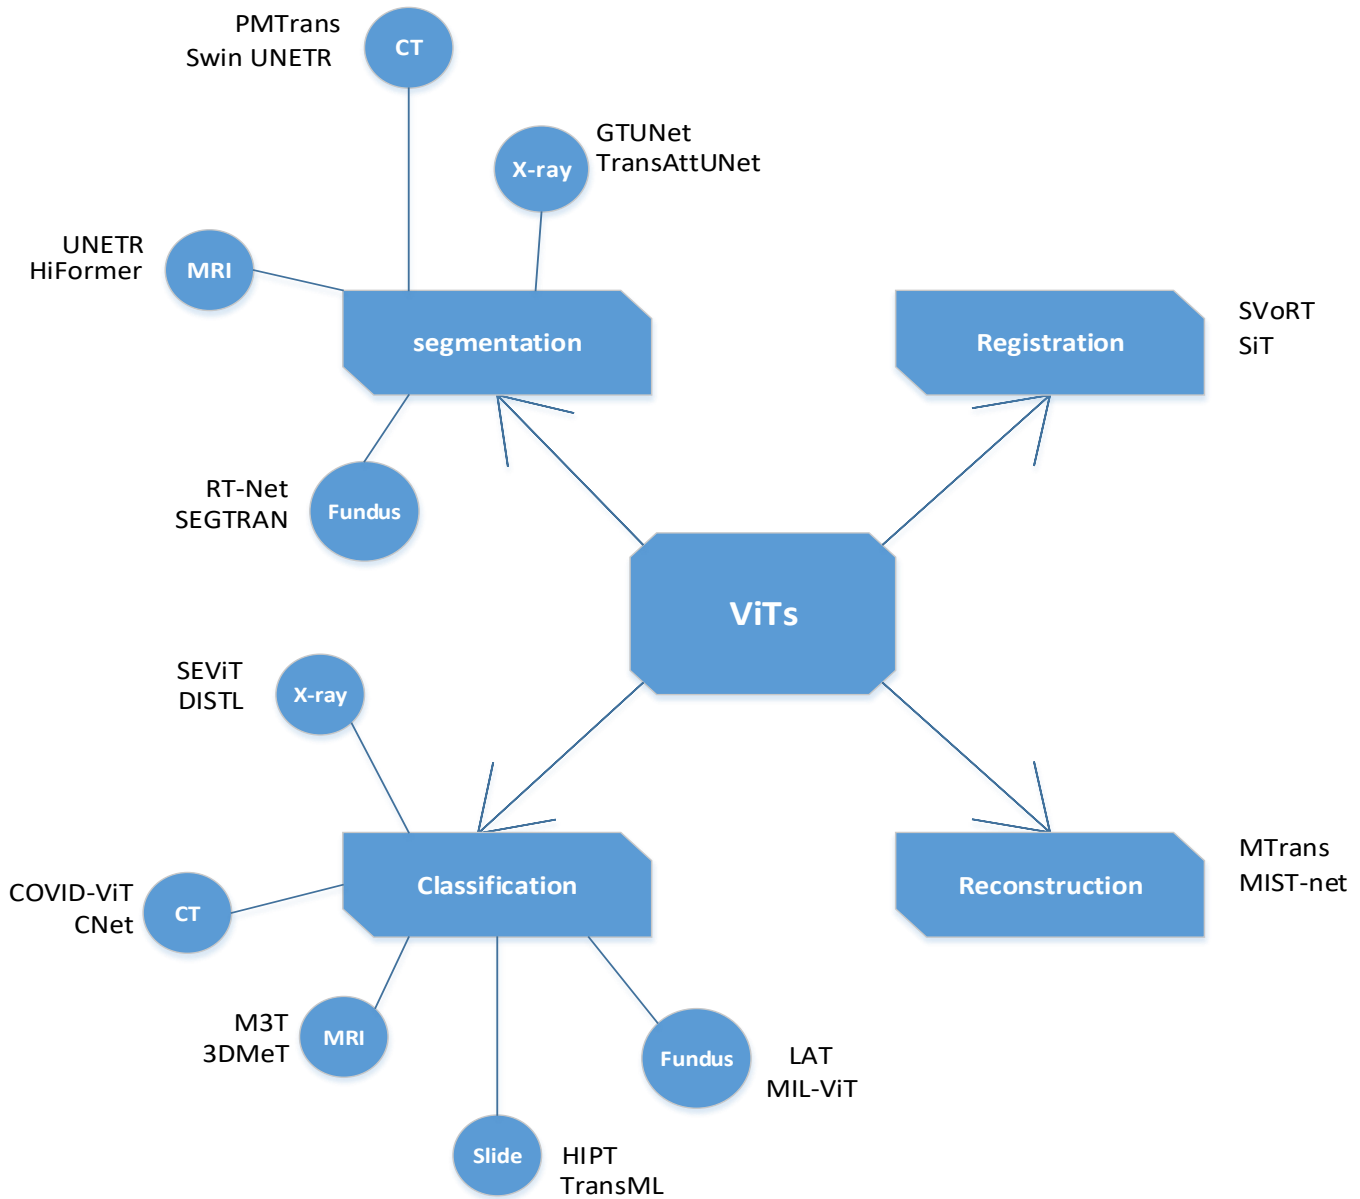 PMTrans
Swin UNETR
CT
GTUNet
TransAttUNet
X-ray
UNETR
HiFormer
MRI
segmentation
Registration
SVoRT
SiT
RT-Net
SEGTRAN
Fundus
ViTs
SEViT
DISTL
X-ray
Classification
Reconstruction
MTrans
MIST-net
COVID-ViT
CNet
CT
M3T
3DMeT
MRI
Fundus
LAT
MIL-ViT
Slide
HIPT
TransML